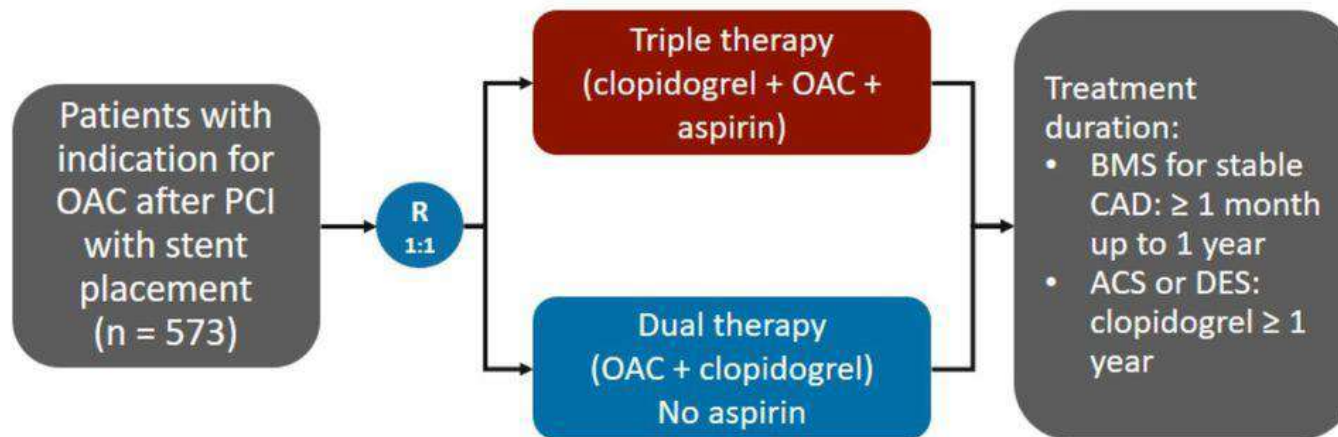 Patients with
indication for
OAC after PCI
with stent
placement
(n = 573)
R
1:1
Triple therapy
(clopidogrel + OAC +
aspirin)
Dual therapy
(OAC + clopidogrel)
No aspirin
Treatment
duration:
• BMS for stable
CAD: ≥ 1 month
up to 1 year
• ACS or DES:
clopidogrel ≥ 1
year